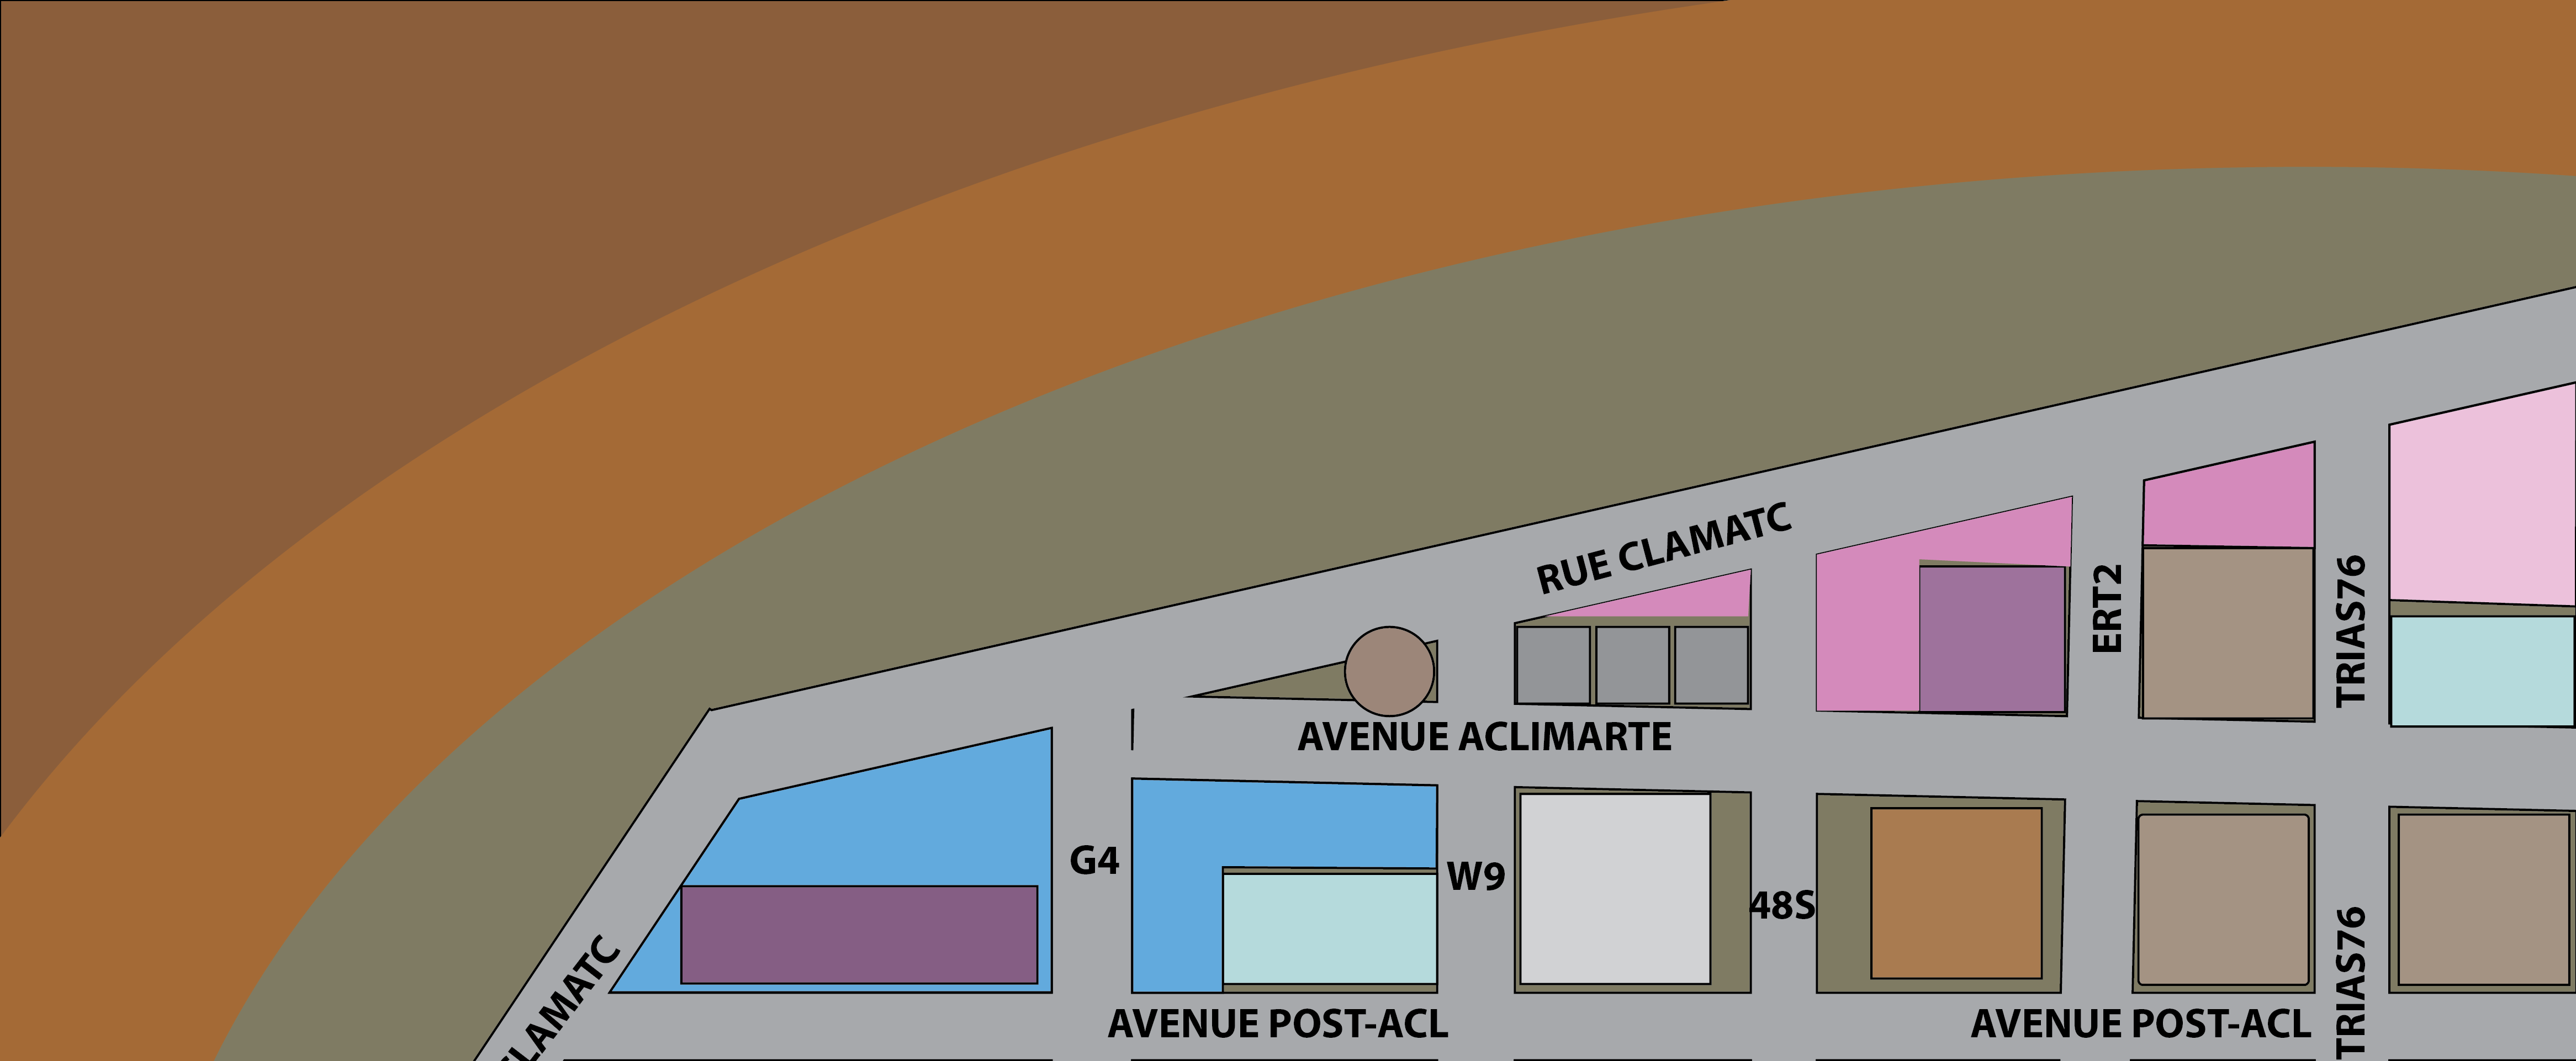 RUE CLAMATC
ERT2
TRIAS76
AVENUE ACLIMARTE
G4
W9
48S
CLAMATC
TRIAS76
AVENUE POST-ACL
AVENUE POST-ACL